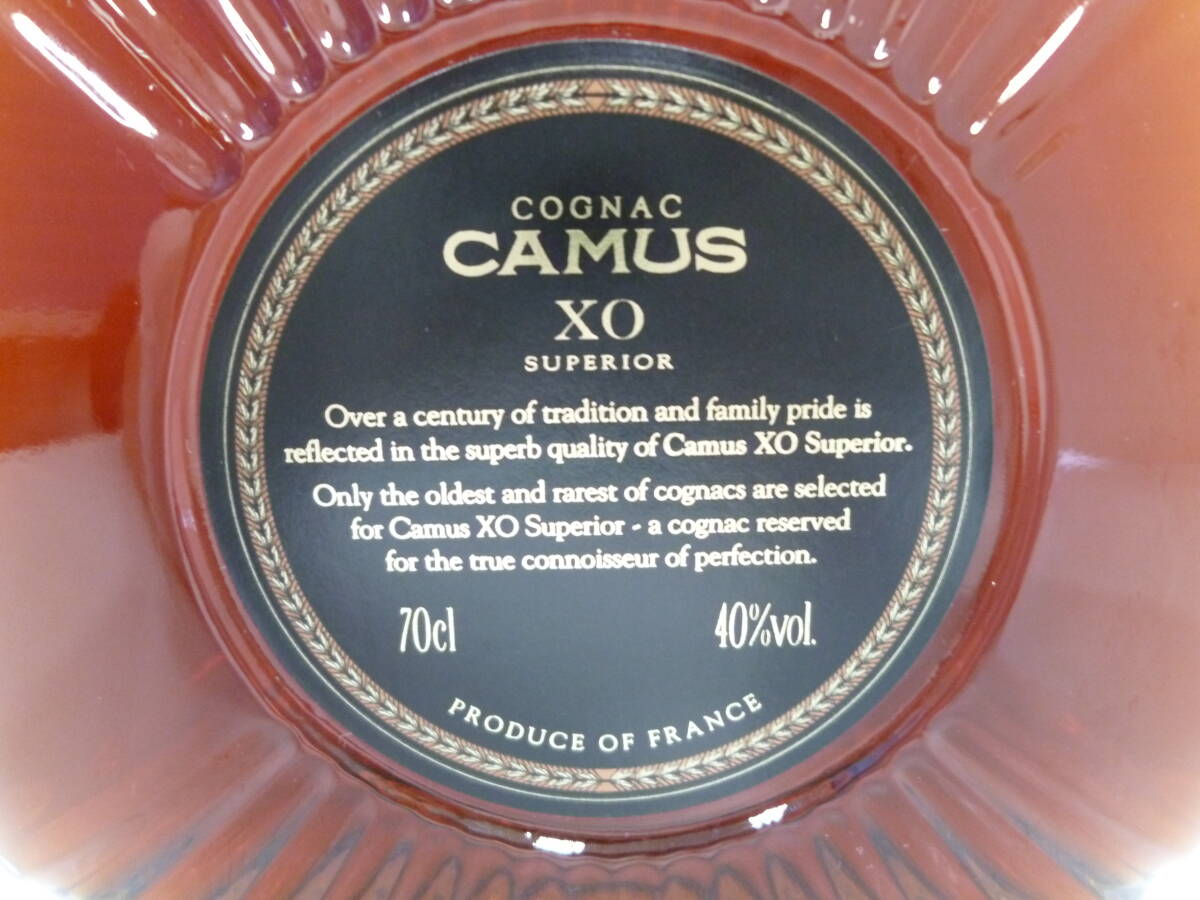 COGNAC
CAMUS
XO
SUPERIOR
Over a century of tradition and family pride is
reflected in the superb quality of Camus XO Superior.
Only the oldest and rarest of cognacs are selected
for Camus XO Superior - a cognac reserved
for the true connoisseur of perfection.
70cl 40%vol.
PRODUCE OF FRANCE